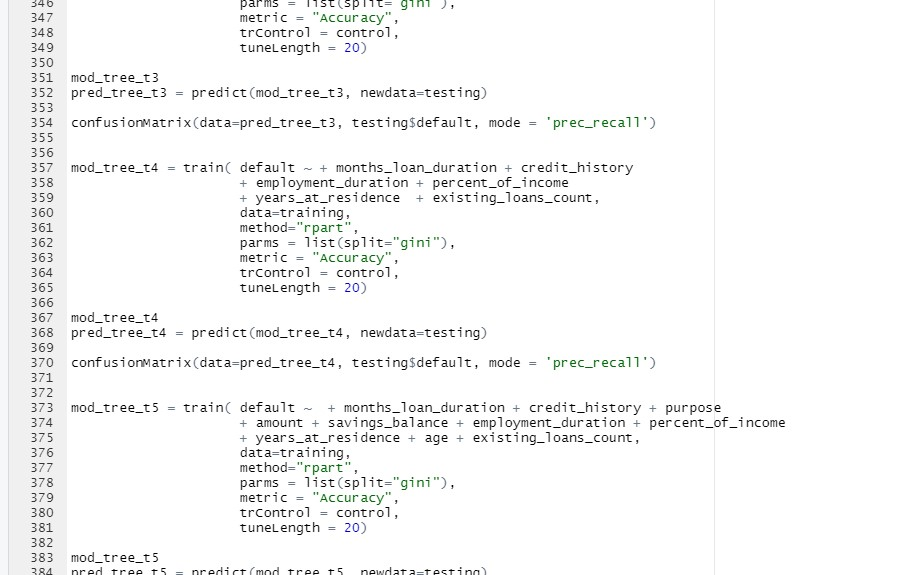 346 parms = list(split="gini"),
347 metric = "Accuracy",
348 trControl = control,
349 tuneLength = 20)
350
351 mod_tree_t3
352 pred_tree_t3 = predict(mod_tree_t3, newdata=testing)
353
354 confusionMatrix(data=pred_tree_t3, testing$default, mode = 'prec_recall')
355
356
357 mod_tree_t4 = train( default ~ + months_loan_duration + credit_history
358 + employment_duration + percent_of_income
359 + years_at_residence  + existing_loans_count,
360 data=training,
361 method="rpart",
362 parms = list(split="gini"),
363 metric = "Accuracy",
364 trControl = control,
365 tuneLength = 20)
366
367 mod_tree_t4
368 pred_tree_t4 = predict(mod_tree_t4, newdata=testing)
369
370 confusionMatrix(data=pred_tree_t4, testing$default, mode = 'prec_recall')
371
372
373 mod_tree_t5 = train( default ~  + months_loan_duration + credit_history + purpose
374 + amount + savings_balance + employment_duration + percent_of_income
375 + years_at_residence + age + existing_loans_count,
376 data=training,
377 method="rpart",
378 parms = list(split="gini"),
379 metric = "Accuracy",
380 trControl = control,
381 tuneLength = 20)
382
383 mod_tree_t5
384 pred_tree_t5 = predict(mod_tree_t5, newdata=testing)